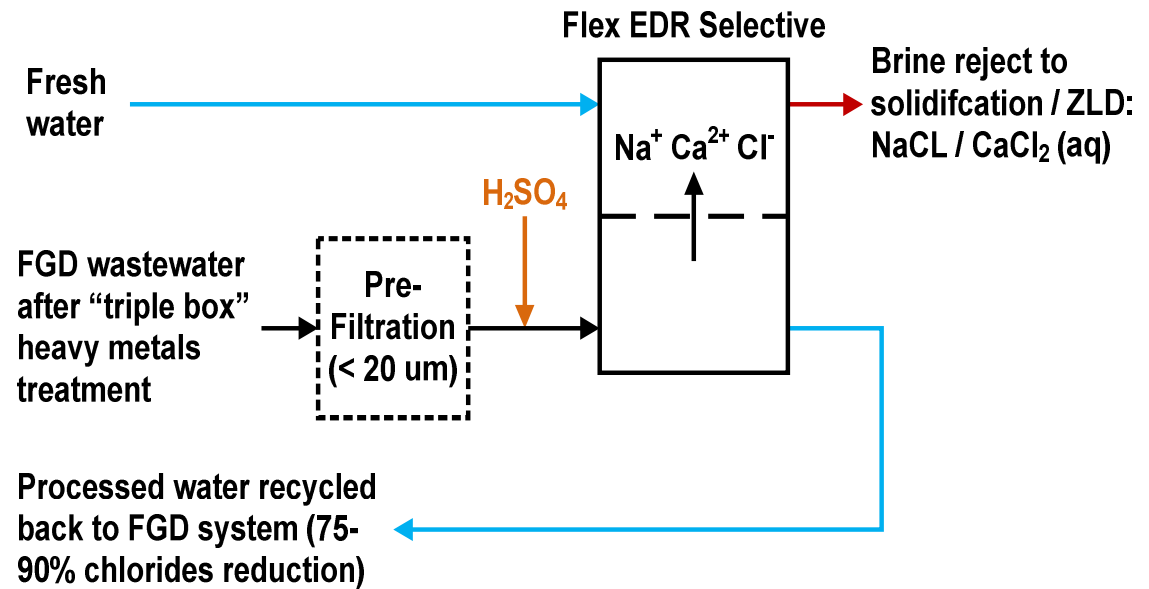 Flex EDR Selective
Fresh
water
Brine reject to
solidifcation / ZLD:
NaCL / CaCl₂ (aq)
Na⁺ Ca²⁺ Cl⁻
H₂SO₄
FGD wastewater
after “triple box”
heavy metals
treatment
Pre-
Filtration
(< 20 um)
Processed water recycled
back to FGD system (75-
90% chlorides reduction)